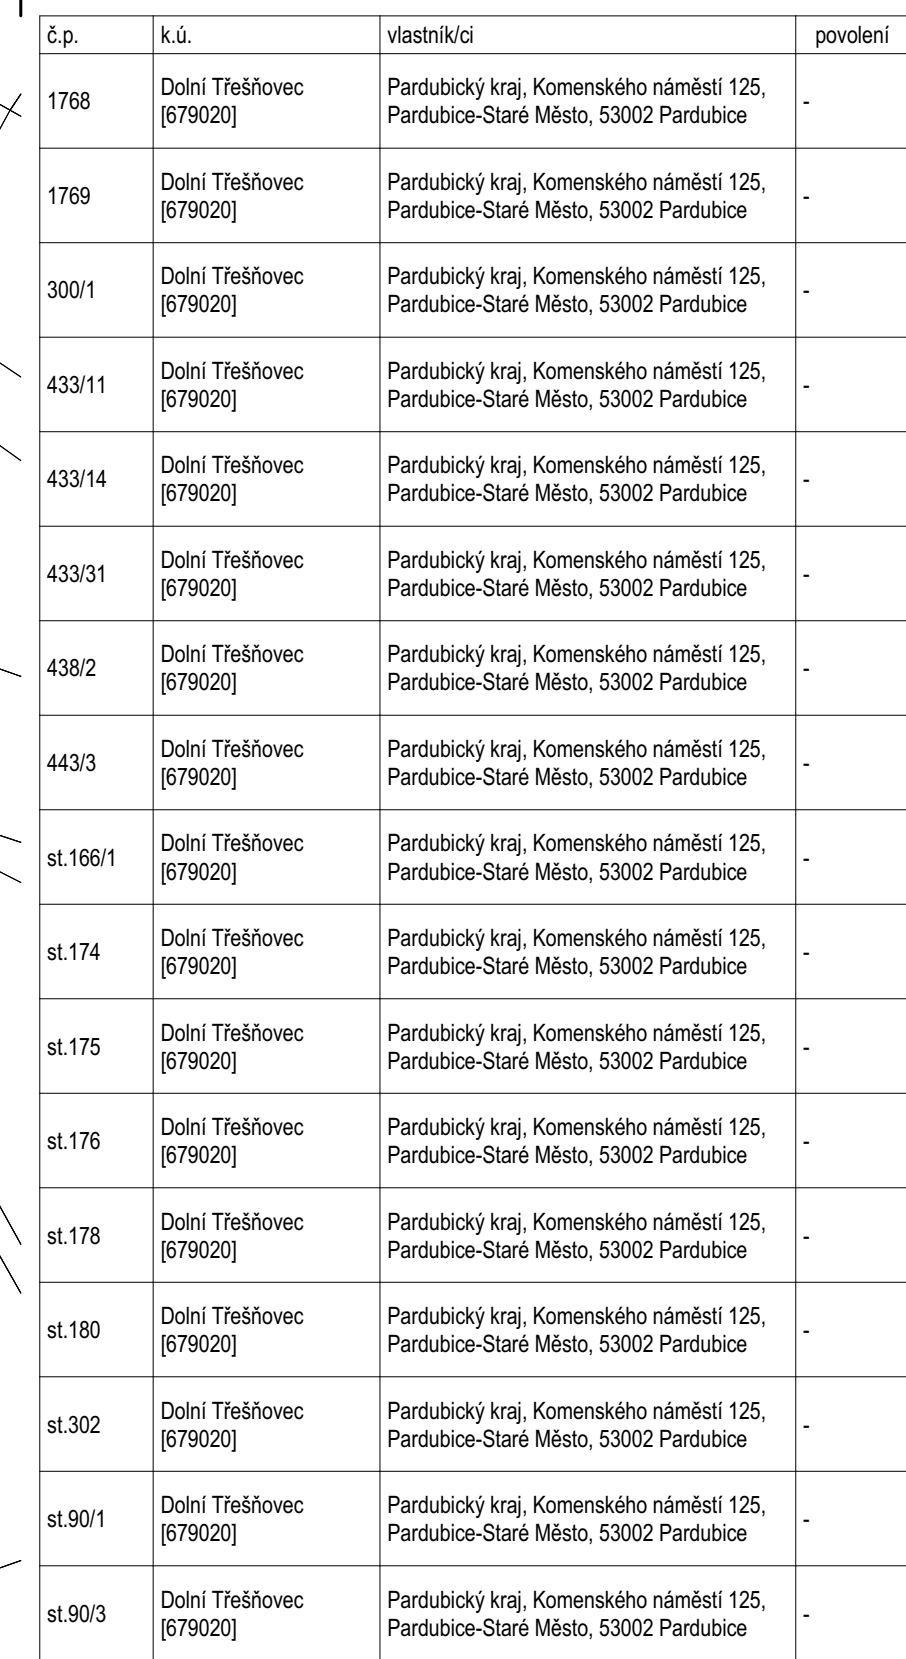 č.p. k.ú. vlastník/ci povolení
1768 Dolní Třešňovec [679020] Pardubický kraj, Komenského náměstí 125, Pardubice-Staré Město, 53002 Pardubice -
1769 Dolní Třešňovec [679020] Pardubický kraj, Komenského náměstí 125, Pardubice-Staré Město, 53002 Pardubice -
300/1 Dolní Třešňovec [679020] Pardubický kraj, Komenského náměstí 125, Pardubice-Staré Město, 53002 Pardubice -
433/11 Dolní Třešňovec [679020] Pardubický kraj, Komenského náměstí 125, Pardubice-Staré Město, 53002 Pardubice -
433/14 Dolní Třešňovec [679020] Pardubický kraj, Komenského náměstí 125, Pardubice-Staré Město, 53002 Pardubice -
433/31 Dolní Třešňovec [679020] Pardubický kraj, Komenského náměstí 125, Pardubice-Staré Město, 53002 Pardubice -
438/2 Dolní Třešňovec [679020] Pardubický kraj, Komenského náměstí 125, Pardubice-Staré Město, 53002 Pardubice -
443/3 Dolní Třešňovec [679020] Pardubický kraj, Komenského náměstí 125, Pardubice-Staré Město, 53002 Pardubice -
st.166/1 Dolní Třešňovec [679020] Pardubický kraj, Komenského náměstí 125, Pardubice-Staré Město, 53002 Pardubice -
st.174 Dolní Třešňovec [679020] Pardubický kraj, Komenského náměstí 125, Pardubice-Staré Město, 53002 Pardubice -
st.175 Dolní Třešňovec [679020] Pardubický kraj, Komenského náměstí 125, Pardubice-Staré Město, 53002 Pardubice -
st.176 Dolní Třešňovec [679020] Pardubický kraj, Komenského náměstí 125, Pardubice-Staré Město, 53002 Pardubice -
st.178 Dolní Třešňovec [679020] Pardubický kraj, Komenského náměstí 125, Pardubice-Staré Město, 53002 Pardubice -
st.180 Dolní Třešňovec [679020] Pardubický kraj, Komenského náměstí 125, Pardubice-Staré Město, 53002 Pardubice -
st.302 Dolní Třešňovec [679020] Pardubický kraj, Komenského náměstí 125, Pardubice-Staré Město, 53002 Pardubice -
st.90/1 Dolní Třešňovec [679020] Pardubický kraj, Komenského náměstí 125, Pardubice-Staré Město, 53002 Pardubice -
st.90/3 Dolní Třešňovec [679020] Pardubický kraj, Komenského náměstí 125, Pardubice-Staré Město, 53002 Pardubice -